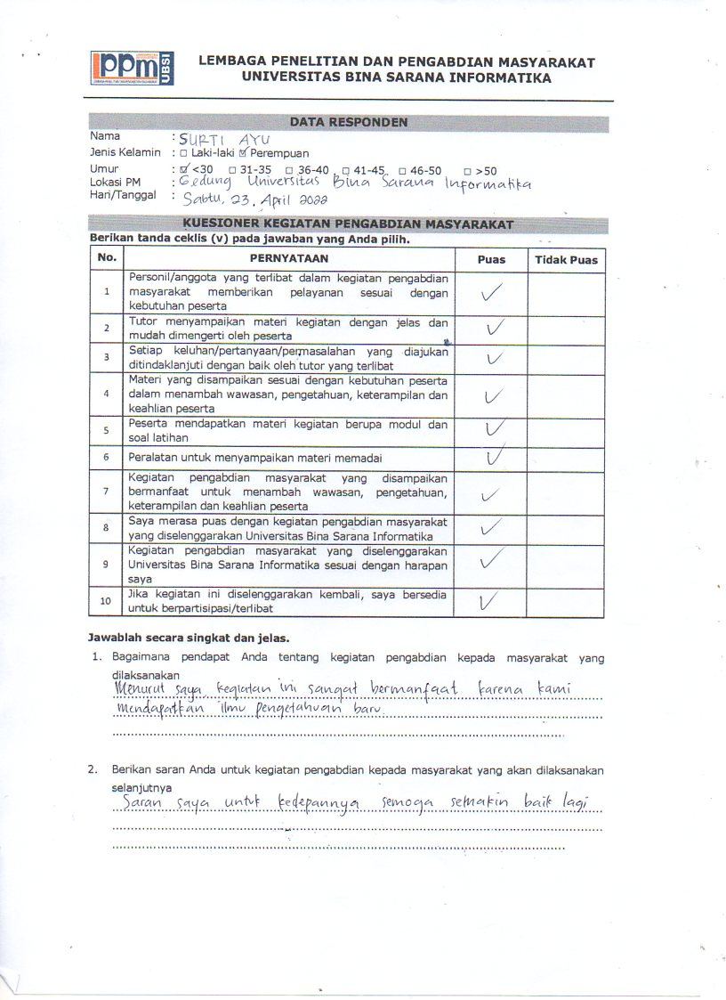 lppm UBSI
LEMBAGA PENELITIAN DAN PENGABDIAN MASYARAKAT
UNIVERSITAS BINA SARANA INFORMATIKA
DATA RESPONDEN
Nama : SURTI AYU
Jenis Kelamin : □ Laki-laki ☑ Perempuan
Umur : ☑ <30 □ 31-35 □ 36-40 □ 41-45 □ 46-50 □ >50
Lokasi PM : Gedung Universitas Bina Sarana Informatika
Hari/Tanggal : Sabtu, 23, April 2022
KUESIONER KEGIATAN PENGABDIAN MASYARAKAT
Berikan tanda ceklis (v) pada jawaban yang Anda pilih.
No. PERNYATAAN Puas Tidak Puas
1 Personil/anggota yang terlibat dalam kegiatan pengabdian
masyarakat memberikan pelayanan sesuai dengan ✓
kebutuhan peserta
2 Tutor menyampaikan materi kegiatan dengan jelas dan ✓
mudah dimengerti oleh peserta
3 Setiap keluhan/pertanyaan/permasalahan yang diajukan ✓
ditindaklanjuti dengan baik oleh tutor yang terlibat
Materi yang disampaikan sesuai dengan kebutuhan peserta
4 dalam menambah wawasan, pengetahuan, keterampilan dan ✓
keahlian peserta
5 Peserta mendapatkan materi kegiatan berupa modul dan ✓
soal latihan
6 Peralatan untuk menyampaikan materi memadai ✓
Kegiatan pengabdian masyarakat yang disampaikan
7 bermanfaat untuk menambah wawasan, pengetahuan, ✓
keterampilan dan keahlian peserta
8 Saya merasa puas dengan kegiatan pengabdian masyarakat ✓
yang diselenggarakan Universitas Bina Sarana Informatika
Kegiatan pengabdian masyarakat yang diselenggarakan
9 Universitas Bina Sarana Informatika sesuai dengan harapan ✓
saya
10 Jika kegiatan ini diselenggarakan kembali, saya bersedia ✓
untuk berpartisipasi/terlibat
Jawablah secara singkat dan jelas.
1. Bagaimana pendapat Anda tentang kegiatan pengabdian kepada masyarakat yang
dilaksanakan
Menurut saya, kegiatan ini sangat bermanfaat karena kami
mendapatkan ilmu pengetahuan baru.
2. Berikan saran Anda untuk kegiatan pengabdian kepada masyarakat yang akan dilaksanakan
selanjutnya
Saran saya untuk kedepannya semoga semakin baik lagi